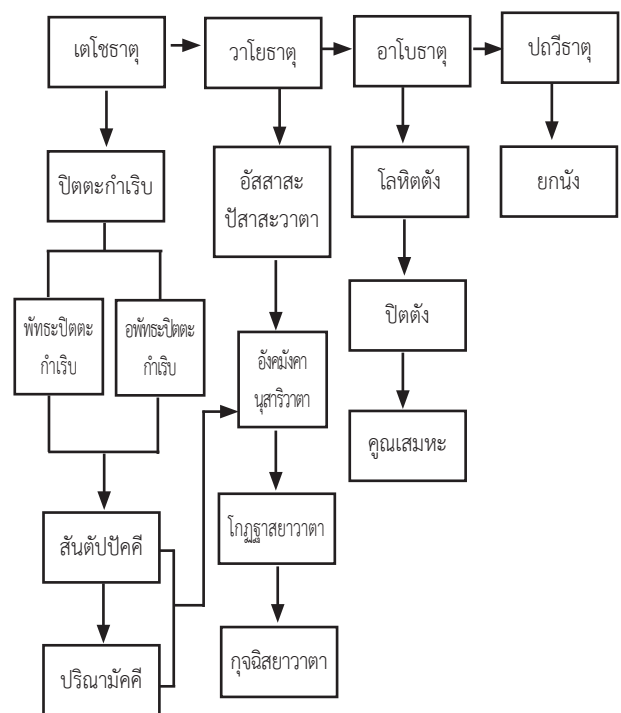 เตโชธาตุ
วาโยธาตุ
อาโบธาตุ
ปถวีธาตุ
ปิตตะกำเริบ
อัสสาสะ
ปัสาสะวาตา
โลหิตตัง
ยกนัง
พัทธะปิตตะ
กำเริบ
อพัทธะปิตตะ
กำเริบ
อังคมังคา
นุสาริวาตา
ปิตตัง
คูณเสมหะ
สันตัปปัคคี
โกฏฐาสยาวาตา
ปริณามัคคี
กุจฉิสยาวาตา